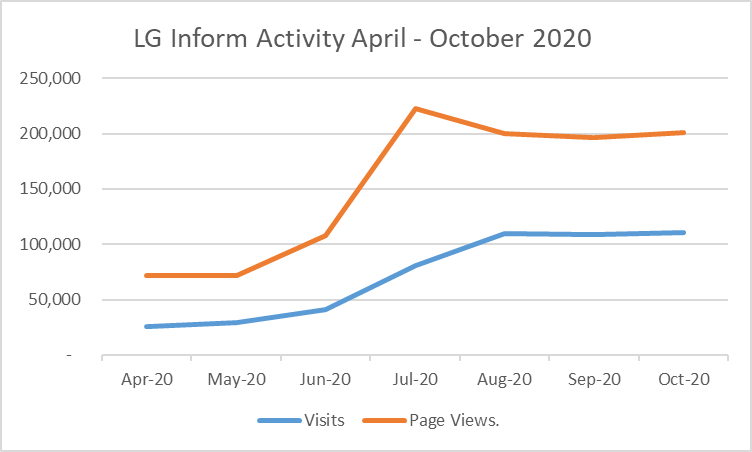 LG Inform Activity April - October 2020
250,000
200,000
150,000
100,000
50,000
-
Apr-20 May-20 Jun-20 Jul-20 Aug-20 Sep-20 Oct-20
Visits Page Views.